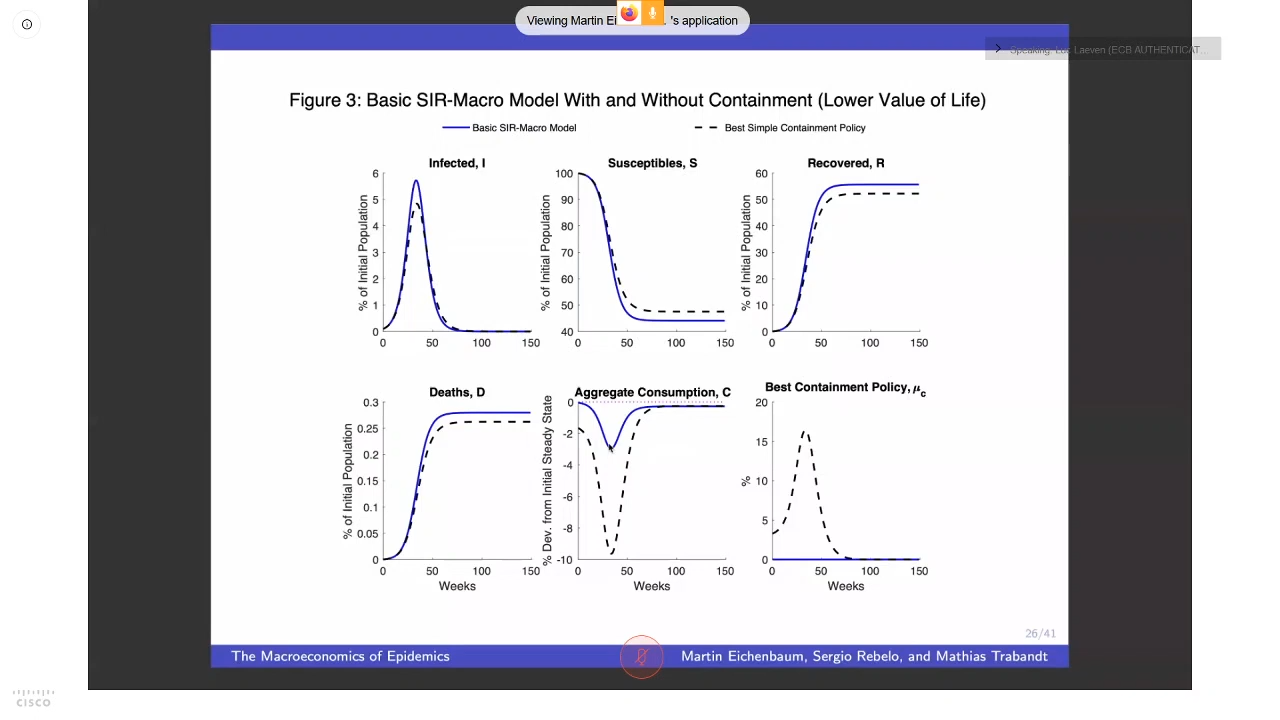 Viewing Martin Ei . 's application
Speaking: Luc Laeven (ECB AUTHENTICAT...
Figure 3: Basic SIR-Macro Model With and Without Containment (Lower Value of Life)
Basic SIR-Macro Model
Best Simple Containment Policy
Infected, I
% of Initial Population
6
5
4
3
2
1
0
0 50 100 150
Susceptibles, S
% of Initial Population
100
90
80
70
60
50
40
0 50 100 150
Recovered, R
% of Initial Population
60
50
40
30
20
10
0
0 50 100 150
Deaths, D
% of Initial Population
0.3
0.25
0.2
0.15
0.1
0.05
0
0 50 100 150
Weeks
Aggregate Consumption, C
% Dev. from Initial Steady State
0
-2
-4
-6
-8
-10
0 50 100 150
Weeks
Best Containment Policy, μc
%
20
15
10
5
0
0 50 100 150
Weeks
26/41
The Macroeconomics of Epidemics
Martin Eichenbaum, Sergio Rebelo, and Mathias Trabandt
CISCO